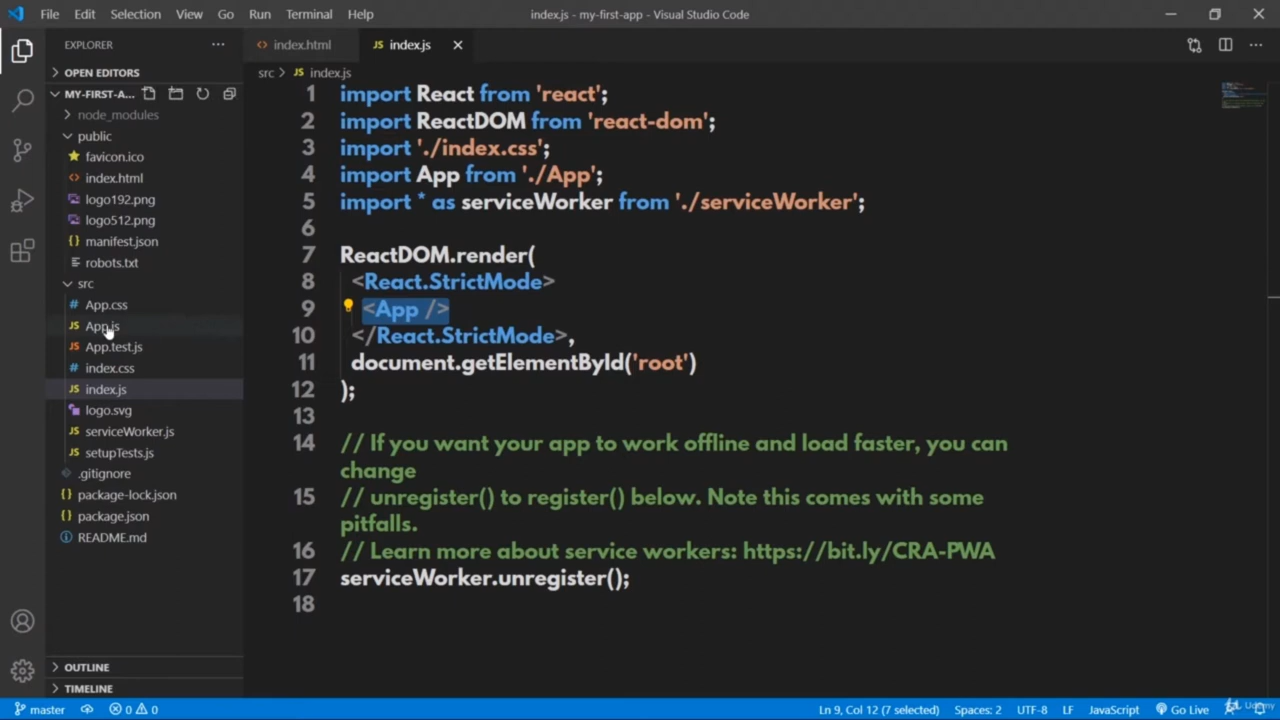 File Edit Selection View Go Run Terminal Help index.js - my-first-app - Visual Studio Code
EXPLORER
index.html
index.js
OPEN EDITORS
src > index.js
MY-FIRST-A...
node_modules
public
favicon.ico
index.html
logo192.png
logo512.png
manifest.json
robots.txt
src
App.css
App.js
App.test.js
index.css
index.js
logo.svg
serviceWorker.js
setupTests.js
.gitignore
package-lock.json
package.json
README.md
OUTLINE
TIMELINE
1 import React from 'react';
2 import ReactDOM from 'react-dom';
3 import './index.css';
4 import App from './App';
5 import * as serviceWorker from './serviceWorker';
6
7 ReactDOM.render(
8 <React.StrictMode>
9 <App />
10 </React.StrictMode>,
11 document.getElementById('root')
12 );
13
14 // If you want your app to work offline and load faster, you can
change
15 // unregister() to register() below. Note this comes with some
pitfalls.
16 // Learn more about service workers: https://bit.ly/CRA-PWA
17 serviceWorker.unregister();
18
master 0 0 Ln 9, Col 12 (7 selected) Spaces: 2 UTF-8 LF JavaScript Go Live Udemy